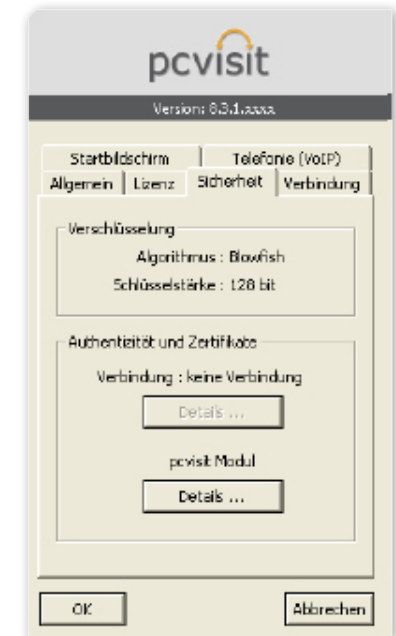 pcvisit
Version: 8.3.1.xxxx
Startbildschirm Telefonie (VoIP)
Allgemein Lizenz Sicherheit Verbindung
Verschlüsselung
Algorithmus : Blowfish
Schlüsselstärke : 128 bit
Authentizität und Zertifikate
Verbindung : keine Verbindung
Details ...
pcvisit Modul
Details ...
OK Abbrechen